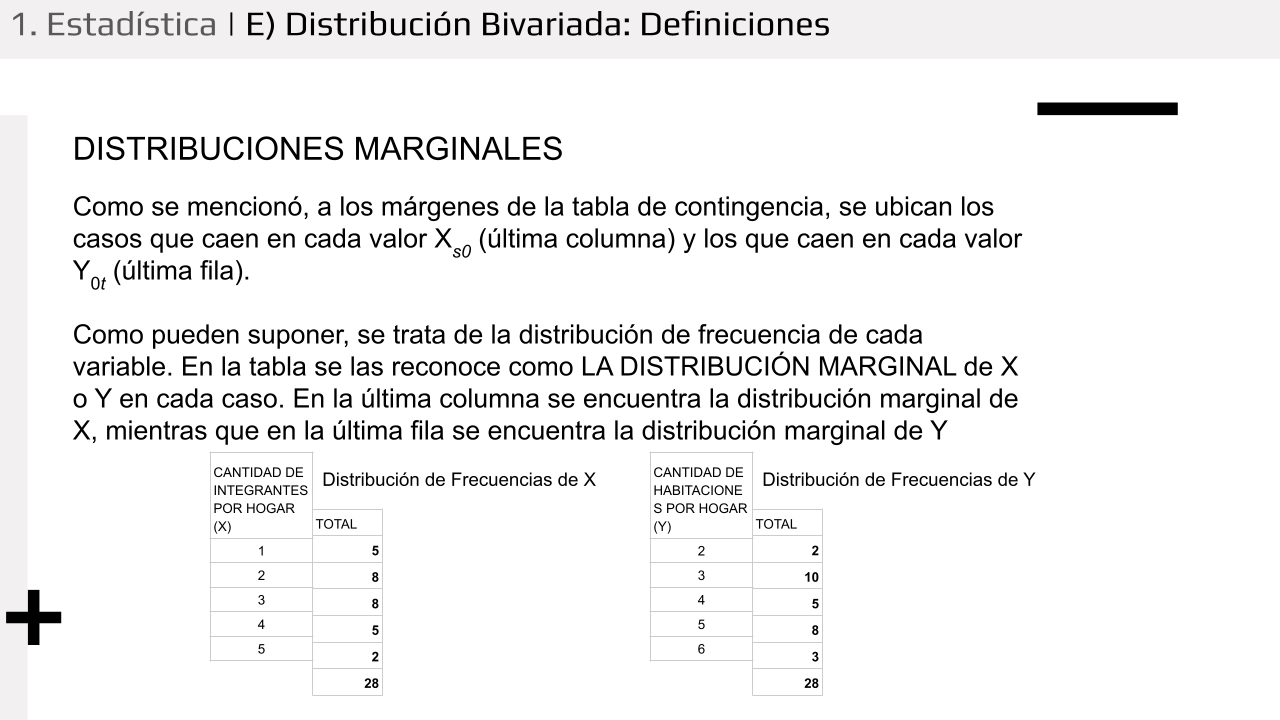 1. Estadística | E) Distribución Bivariada: Definiciones
DISTRIBUCIONES MARGINALES
Como se mencionó, a los márgenes de la tabla de contingencia, se ubican los
casos que caen en cada valor Xs0 (última columna) y los que caen en cada valor
Y0t (última fila).
Como pueden suponer, se trata de la distribución de frecuencia de cada
variable. En la tabla se las reconoce como LA DISTRIBUCIÓN MARGINAL de X
o Y en cada caso. En la última columna se encuentra la distribución marginal de
X, mientras que en la última fila se encuentra la distribución marginal de Y
CANTIDAD DE
INTEGRANTES
POR HOGAR
(X)
Distribución de Frecuencias de X
TOTAL
1 5
2 8
3 8
4 5
5 2
28
CANTIDAD DE
HABITACIONE
S POR HOGAR
(Y)
Distribución de Frecuencias de Y
TOTAL
2 2
3 10
4 5
5 8
6 3
28